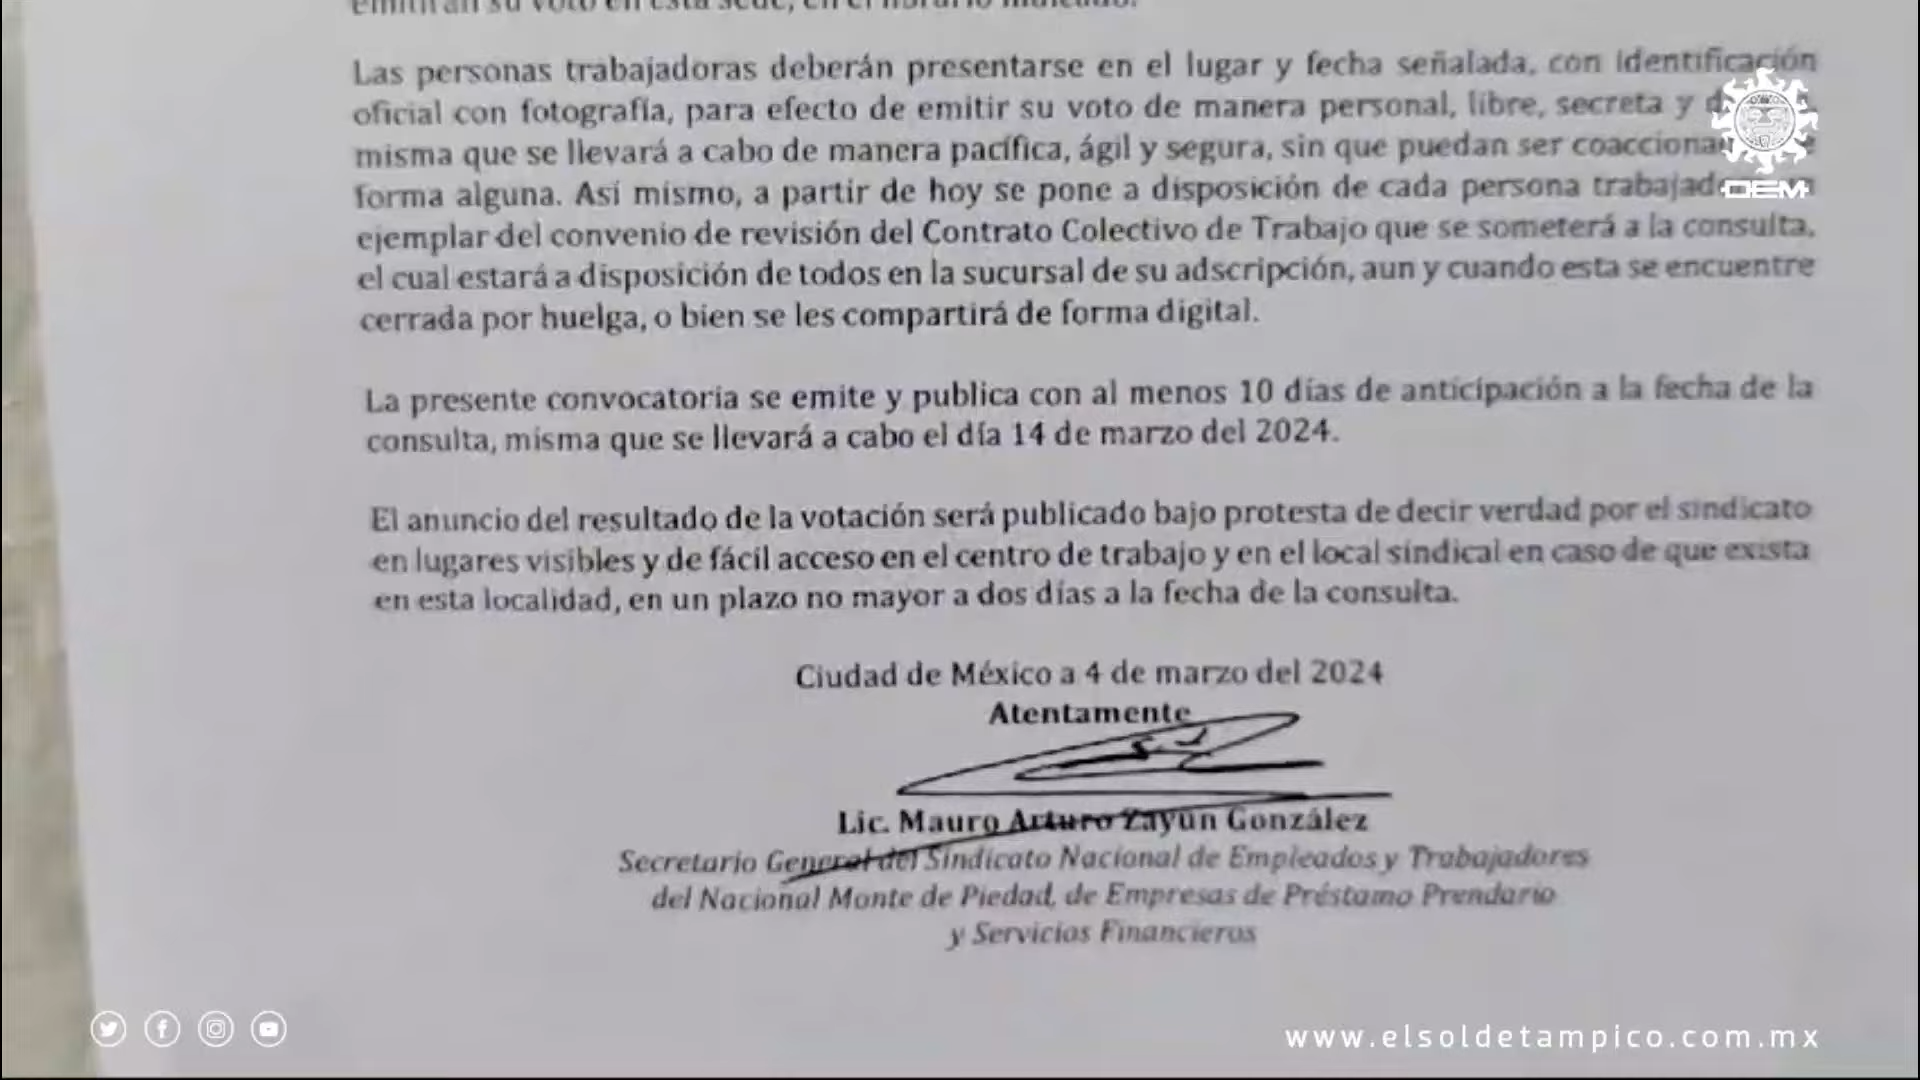 emitirán su voto en esta sede, en el horario indicado.
Las personas trabajadoras deberán presentarse en el lugar y fecha señalada, con identificación
oficial con fotografía, para efecto de emitir su voto de manera personal, libre, secreta y
misma que se llevará a cabo de manera pacífica, ágil y segura, sin que puedan ser
forma alguna. Así mismo, a partir de hoy se pone a disposición de cada persona
ejemplar del convenio de revisión del Contrato Colectivo de Trabajo que se someterá a la consulta,
el cual estará a disposición de todos en la sucursal de su adscripción, aun y cuando esta se encuentre
cerrada por huelga, o bien se les compartirá de forma digital.
La presente convocatoria se emite y publica con al menos 10 días de anticipación a la fecha de la
consulta, misma que se llevará a cabo el día 14 de marzo del 2024.
El anuncio del resultado de la votación será publicado bajo protesta de decir verdad por el sindicato
en lugares visibles y de fácil acceso en el centro de trabajo y en el local sindical en caso de que exista
en esta localidad, en un plazo no mayor a dos días a la fecha de la consulta.
Ciudad de México a 4 de marzo del 2024
Atentamente
Lic. Mauro Arturo Zayún González
Secretario General del Sindicato Nacional de Empleados y Trabajadores
del Nacional Monte de Piedad, de Empresas de Préstamo Prendario
y Servicios Financieros
OEM
www.elsoldetampico.com.mx